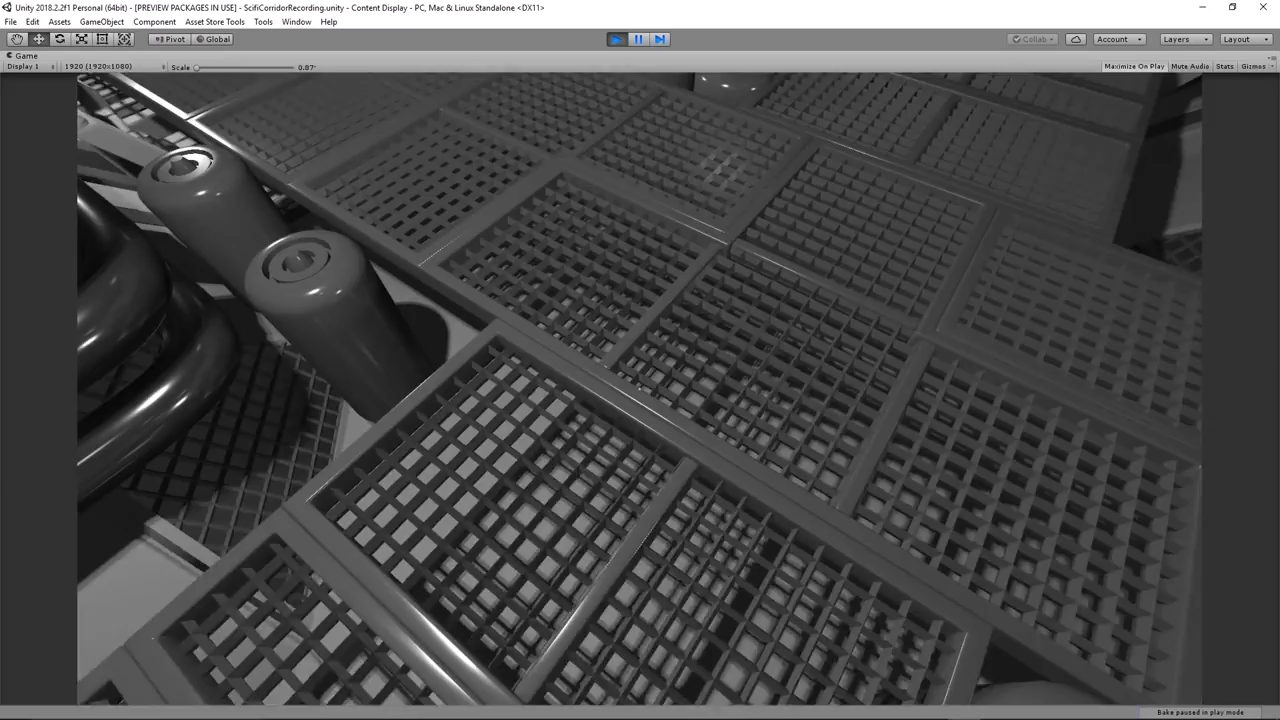 Unity 2018.2.2f1 Personal (64bit) - [PREVIEW PACKAGES IN USE] - ScifiCorridorRecording.unity - Content Display - PC, Mac & Linux Standalone <DX11>
File Edit Assets GameObject Component Asset Store Tools Tools Window Help
Pivot Global Collab Account Layers Layout
Game
Display 1 1920 (1920x1080) Scale 0.87' Maximize On Play Mute Audio Stats Gizmos
Bake paused in play mode